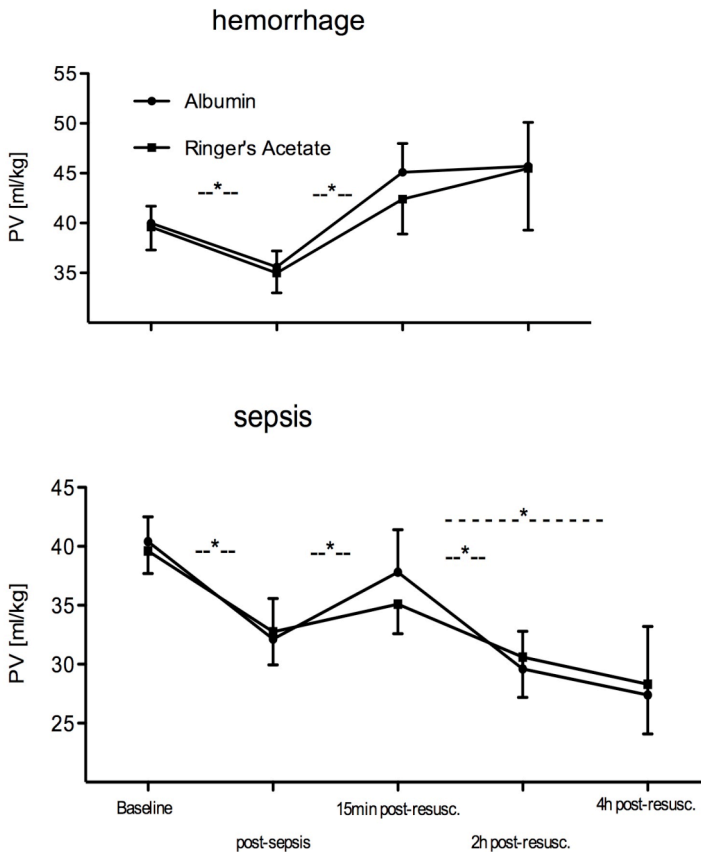 hemorrhage
55
50
45
40
35
PV [ml/kg]
Albumin
Ringer's Acetate
--*--
--*--
sepsis
45
40
35
30
25
PV [ml/kg]
--*--
--*--
--*--
*
Baseline
post-sepsis
15min post-resusc.
2h post-resusc.
4h post-resusc.